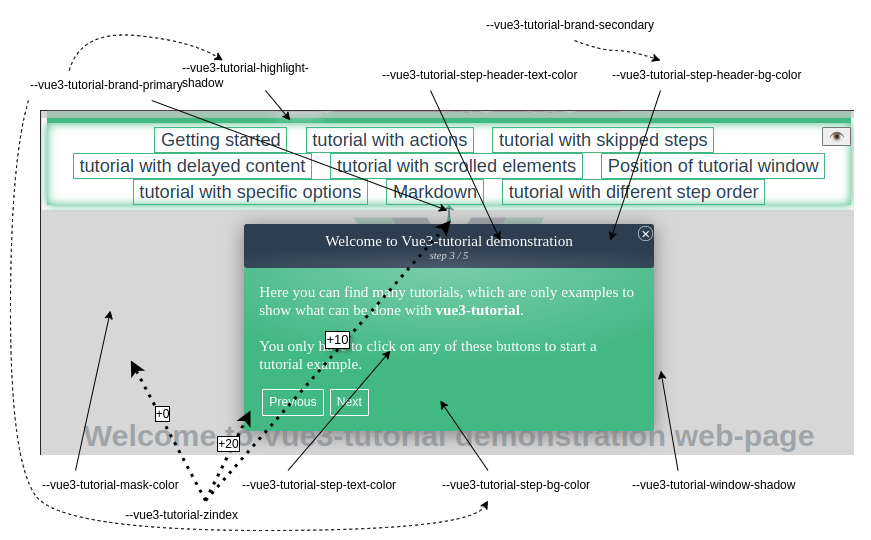 --vue3-tutorial-brand-secondary
--vue3-tutorial-highlight-
shadow
--vue3-tutorial-brand-primary
--vue3-tutorial-step-header-text-color
--vue3-tutorial-step-header-bg-color
Getting started
tutorial with actions
tutorial with skipped steps
tutorial with delayed content
tutorial with scrolled elements
Position of tutorial window
tutorial with specific options
Markdown
tutorial with different step order
Welcome to Vue3-tutorial demonstration
step 3 / 5
Here you can find many tutorials, which are only examples to
show what can be done with vue3-tutorial.
You only to click on any of these buttons to start a
tutorial example.
Previous
Next
+10
+0
+20
Welcome to vue3-tutorial demonstration web-page
--vue3-tutorial-mask-color
--vue3-tutorial-step-text-color
--vue3-tutorial-step-bg-color
--vue3-tutorial-window-shadow
--vue3-tutorial-zindex